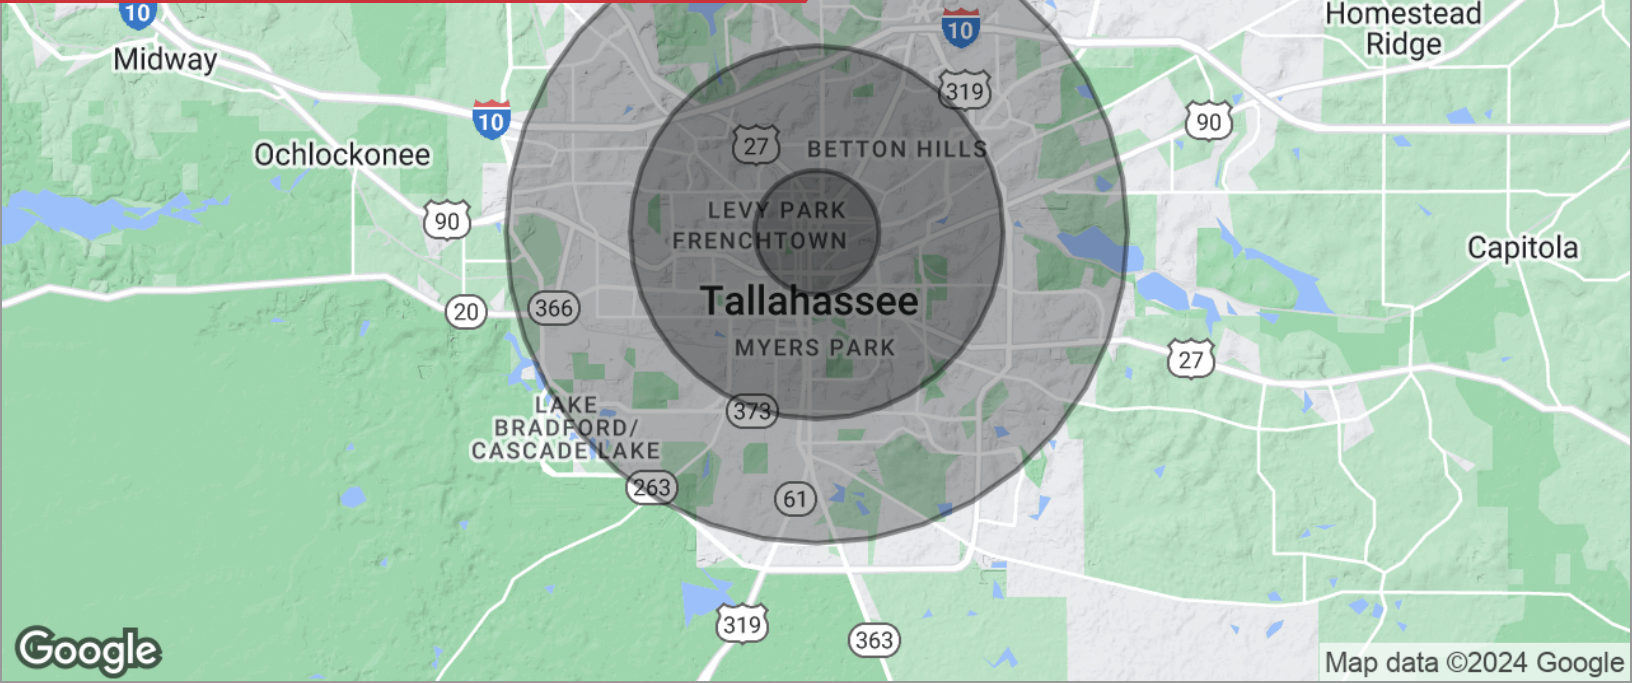 10
Midway
10
Homestead
Ridge
319
10
90
27
BETTON HILLS
Ochlockonee
LEVY PARK
90
FRENCHTOWN
Capitola
Tallahassee
20
366
MYERS PARK
27
LAKE
BRADFORD/
CASCADE LAKE
373
263
61
319
363
Google
Map data ©2024 Google